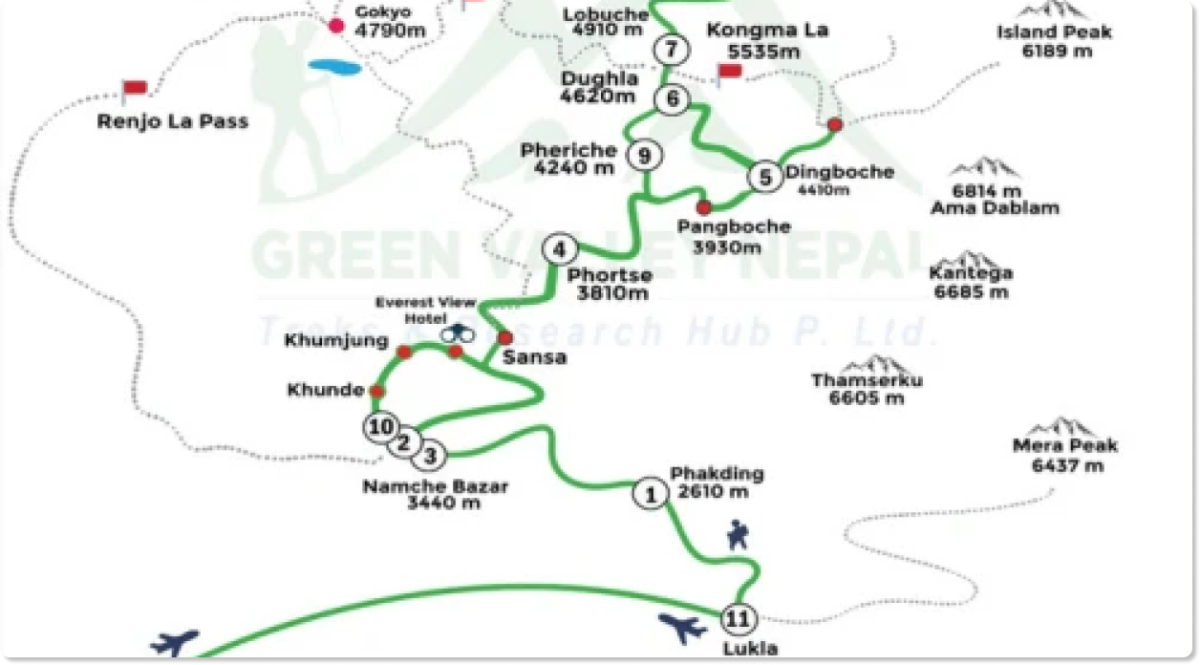 Gokyo
4790m
Lobuche
4910 m
7
Kongma La
5535m
Island Peak
6189 m
Dughla
4620m
6
Renjo La Pass
Pheriche
4240 m
9
5
Dingboche
4410m
6814 m
Ama Dablam
Pangboche
3930m
GREEN VALLEY NEPAL
4
Phortse
3810m
Kantega
6685 m
Everest View
Hotel
Treks & Research Hub P. Ltd.
Khumjung
Sansa
Khunde
Thamserku
6605 m
10
2
3
Namche Bazar
3440 m
Mera Peak
6437 m
Phakding
2610 m
1
11
Lukla